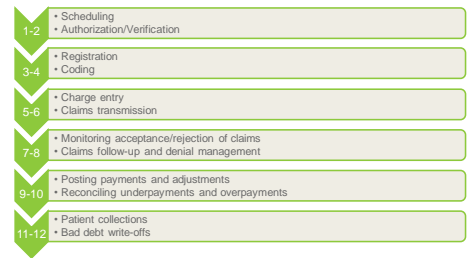 1-2
• Scheduling
• Authorization/Verification
3-4
• Registration
• Coding
5-6
• Charge entry
• Claims transmission
7-8
• Monitoring acceptance/rejection of claims
• Claims follow-up and denial management
9-10
• Posting payments and adjustments
• Reconciling underpayments and overpayments
11-12
• Patient collections
• Bad debt write-offs